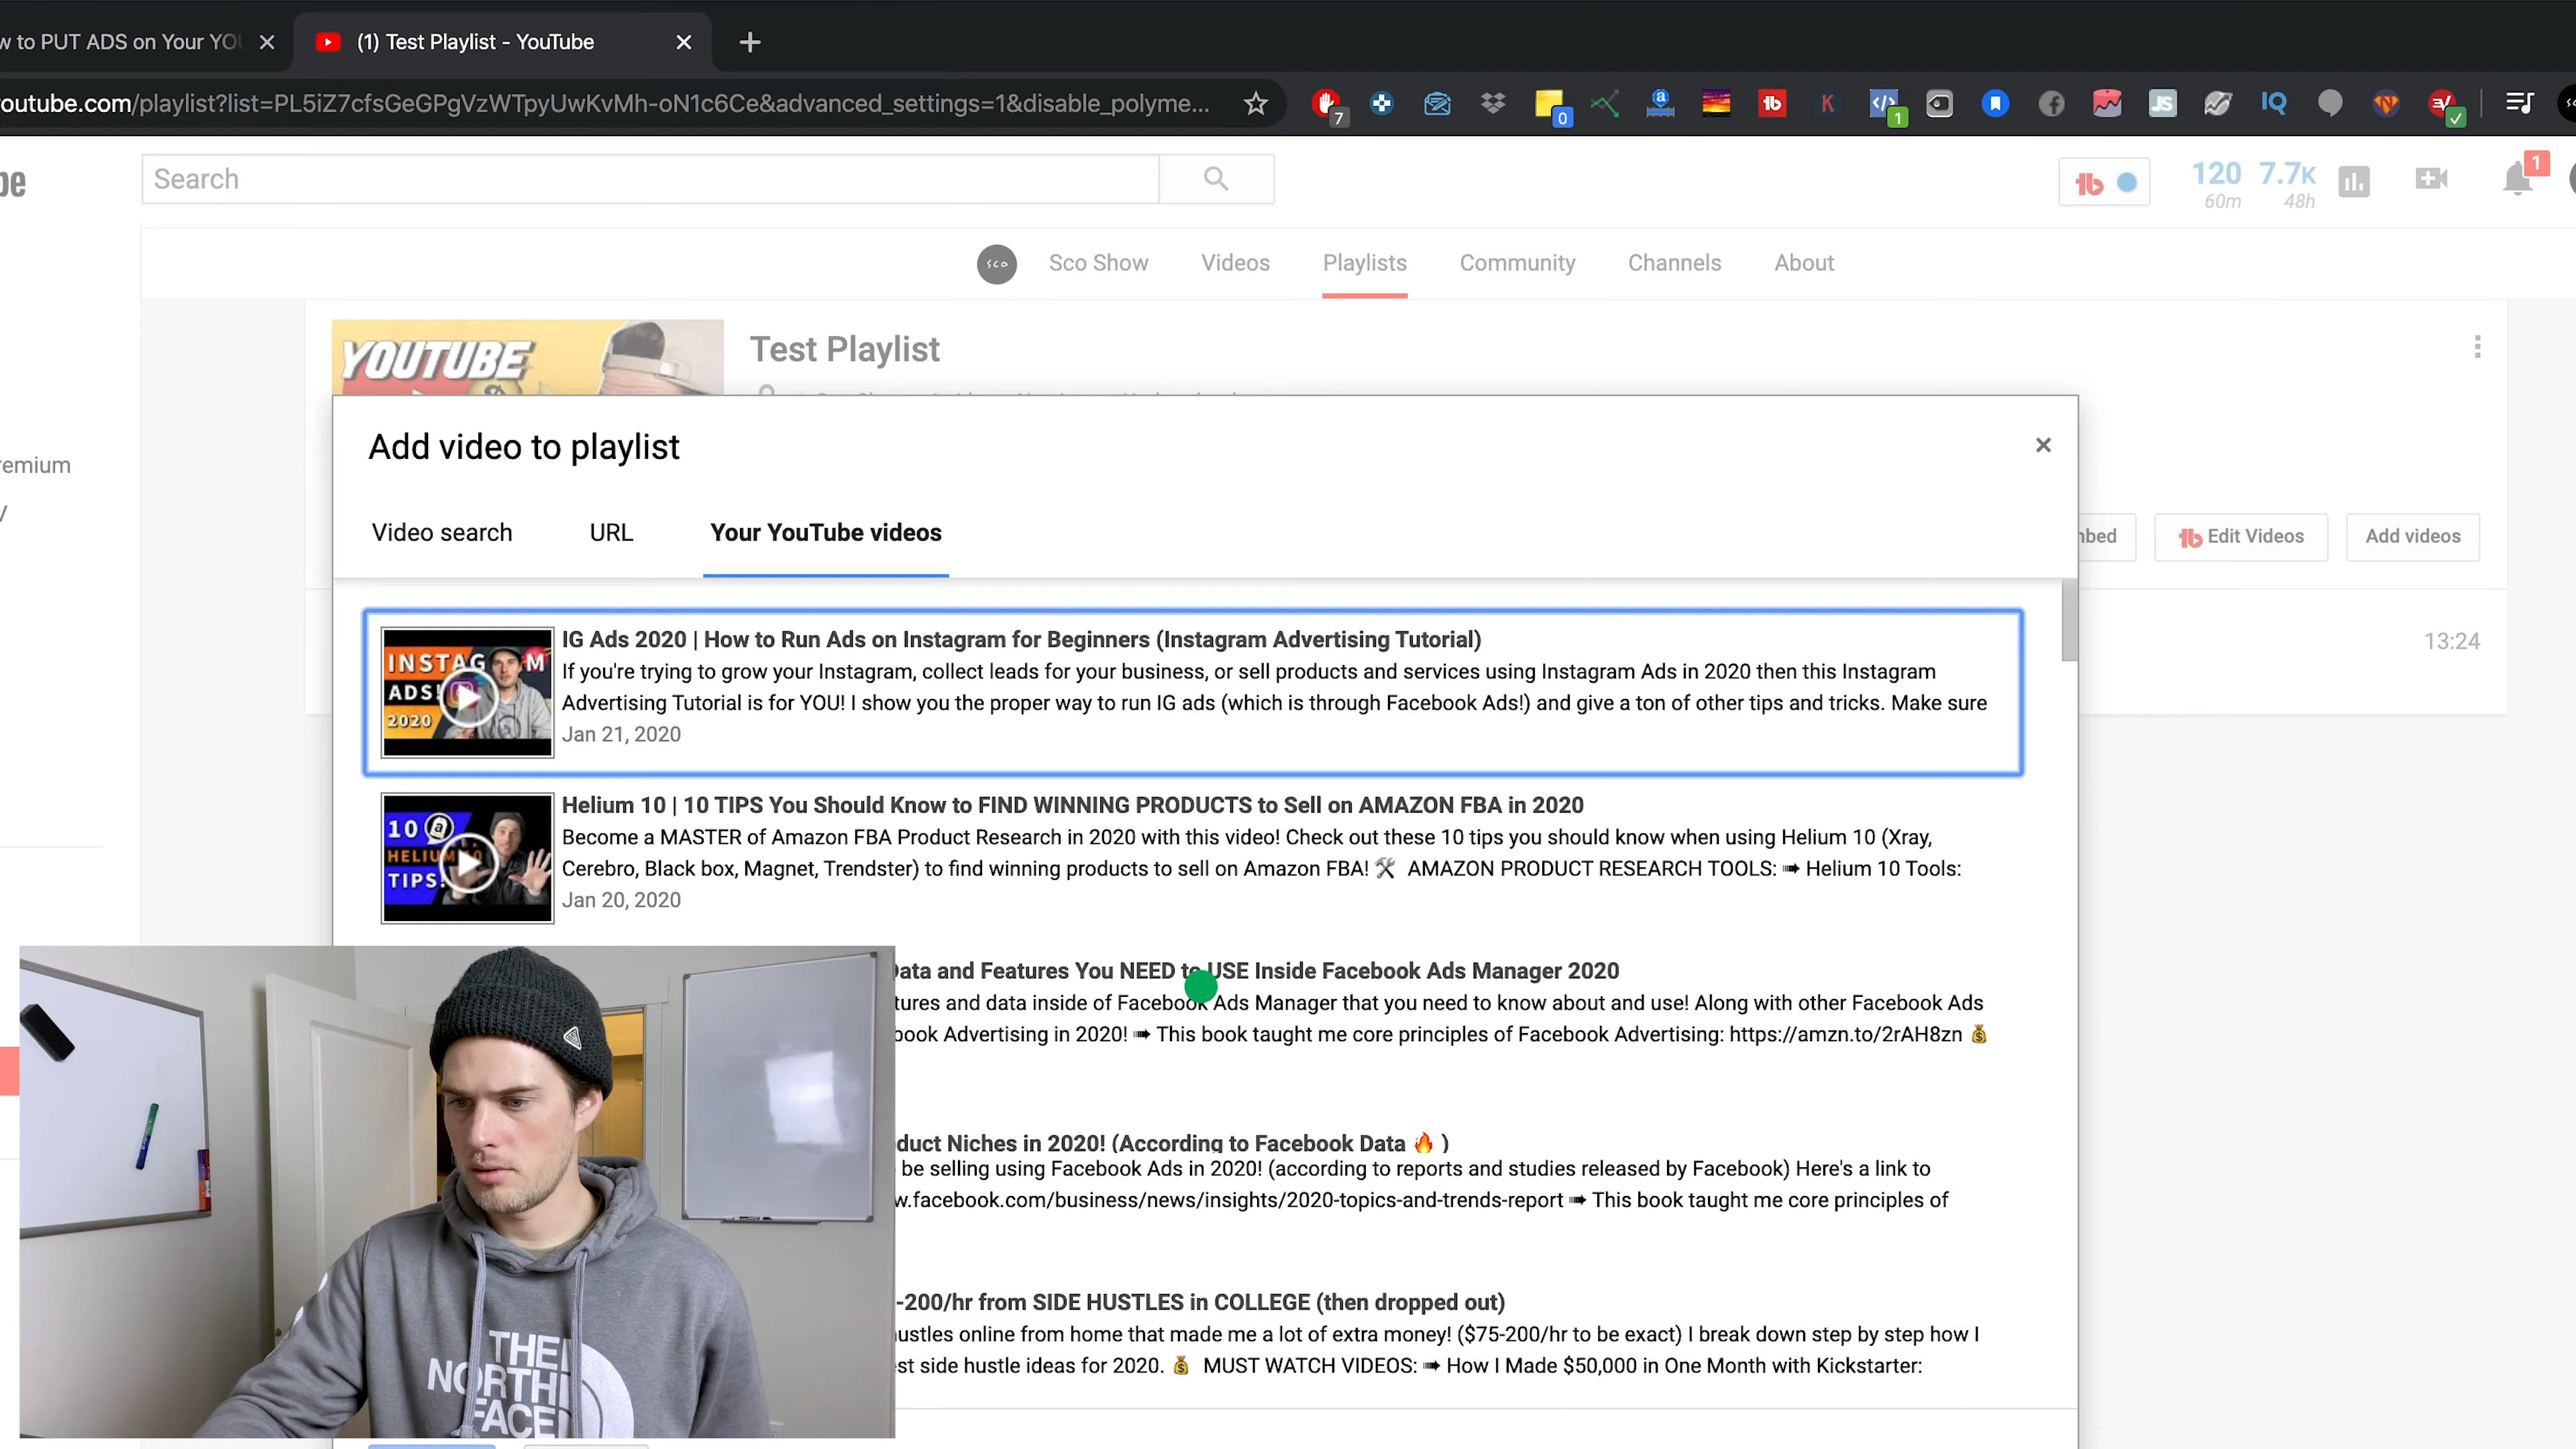 w to PUT ADS on Your YO
(1) Test Playlist - YouTube
outube.com/playlist?list=PL5iZ7cfsGeGPgVzWTpyUwKvMh-oN1c6Ce&advanced_settings=1&disable_polyme...
7
0
a
tb
K
1
JS
IQ
be
Search
tb
120
60m
7.7K
48h
1
sco
Sco Show
Videos
Playlists
Community
Channels
About
YOUTUBE
Test Playlist
Add video to playlist
remium
Video search
URL
Your YouTube videos
bed
tb Edit Videos
Add videos
13:24
INSTAG M
ADS!
2020
IG Ads 2020 | How to Run Ads on Instagram for Beginners (Instagram Advertising Tutorial)
If you're trying to grow your Instagram, collect leads for your business, or sell products and services using Instagram Ads in 2020 then this Instagram
Advertising Tutorial is for YOU! I show you the proper way to run IG ads (which is through Facebook Ads!) and give a ton of other tips and tricks. Make sure
Jan 21, 2020
10 a
HELIUM 10
TIPS!
Helium 10 | 10 TIPS You Should Know to FIND WINNING PRODUCTS to Sell on AMAZON FBA in 2020
Become a MASTER of Amazon FBA Product Research in 2020 with this video! Check out these 10 tips you should know when using Helium 10 (Xray,
Cerebro, Black box, Magnet, Trendster) to find winning products to sell on Amazon FBA! 🛠 AMAZON PRODUCT RESEARCH TOOLS: ➠ Helium 10 Tools:
Jan 20, 2020
Data and Features You NEED to USE Inside Facebook Ads Manager 2020
tures and data inside of Facebook Ads Manager that you need to know about and use! Along with other Facebook Ads
book Advertising in 2020! ➠ This book taught me core principles of Facebook Advertising: https://amzn.to/2rAH8zn 💰
duct Niches in 2020! (According to Facebook Data 🔥 )
be selling using Facebook Ads in 2020! (according to reports and studies released by Facebook) Here's a link to
w.facebook.com/business/news/insights/2020-topics-and-trends-report ➠ This book taught me core principles of
-200/hr from SIDE HUSTLES in COLLEGE (then dropped out)
ustles online from home that made me a lot of extra money! ($75-200/hr to be exact) I break down step by step how I
est side hustle ideas for 2020. 💰 MUST WATCH VIDEOS: ➠ How I Made $50,000 in One Month with Kickstarter:
THE
NORTH
FACE